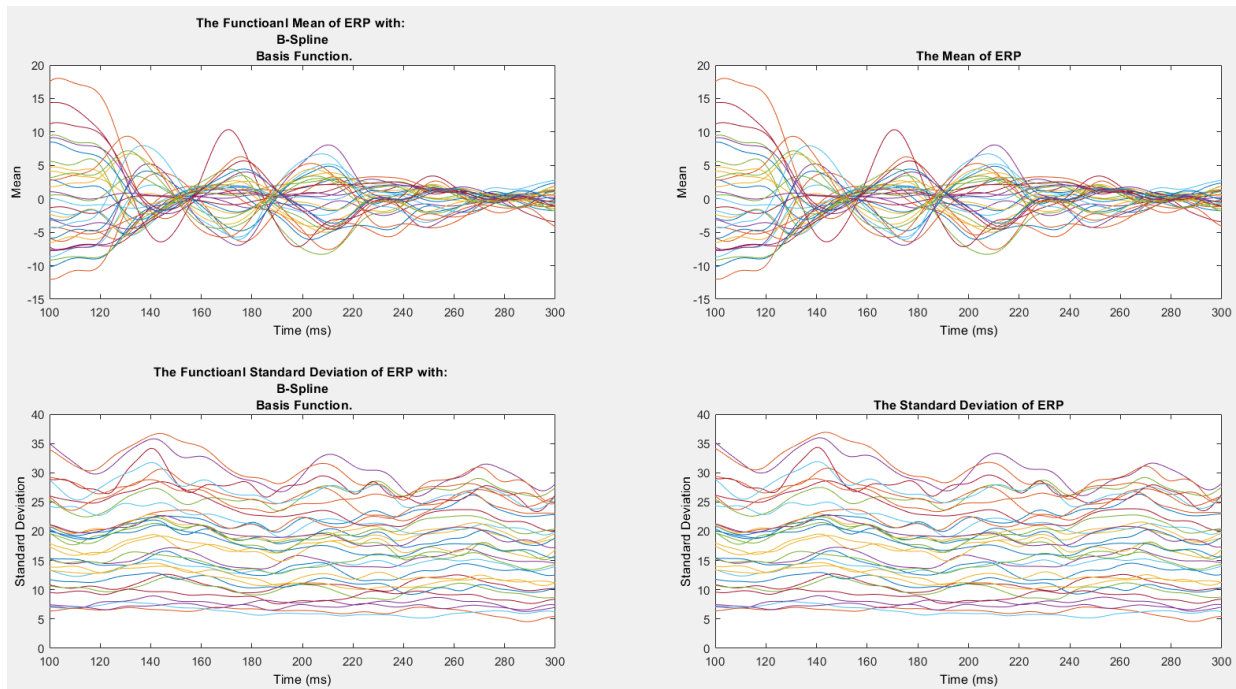 The Functioanl Mean of ERP with:
B-Spline
Basis Function.
20
15
10
5
0
-5
-10
-15
Mean
100 120 140 160 180 200 220 240 260 280 300
Time (ms)
The Mean of ERP
20
15
10
5
0
-5
-10
-15
Mean
100 120 140 160 180 200 220 240 260 280 300
Time (ms)
The Functioanl Standard Deviation of ERP with:
B-Spline
Basis Function.
40
35
30
25
20
15
10
5
0
Standard Deviation
100 120 140 160 180 200 220 240 260 280 300
Time (ms)
The Standard Deviation of ERP
40
35
30
25
20
15
10
5
0
Standard Deviation
100 120 140 160 180 200 220 240 260 280 300
Time (ms)